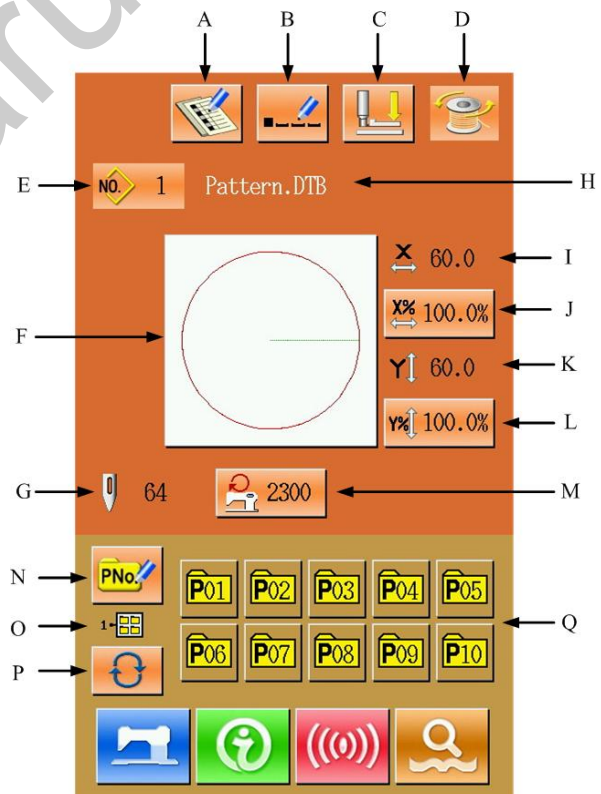 A B C D
E NO. 1 Pattern.DTB H
X 60.0 I
X% 100.0% J
F
Y 60.0 K
Y% 100.0% L
G 64 2300 M
N PNo.
P01 P02 P03 P04 P05
O 1 Q
P P06 P07 P08 P09 P10